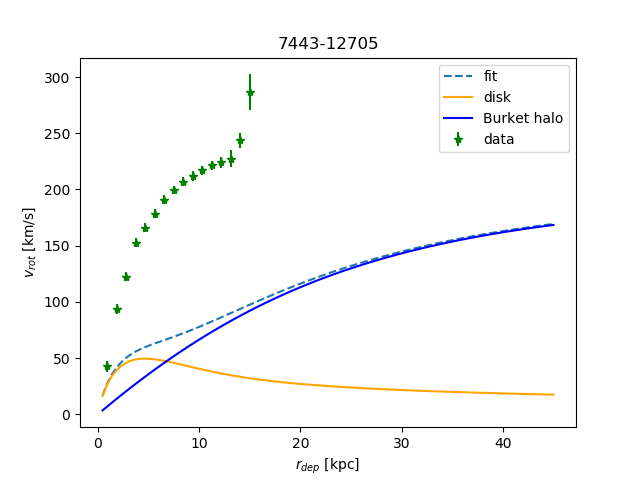 7443-12705
fit
disk
Burket halo
data
v_rot [km/s]
300
250
200
150
100
50
0
0 10 20 30 40
r_dep [kpc]